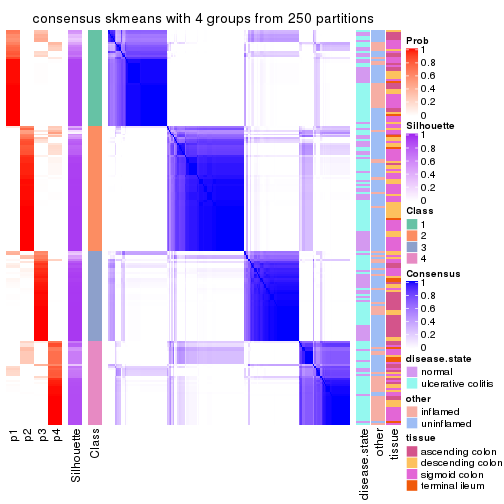 consensus skmeans with 4 groups from 250 partitions
Prob
1
0.8
0.6
0.4
0.2
0
Silhouette
1
0.8
0.6
0.4
0.2
0
Class
1
2
3
4
Consensus
1
0.8
0.6
0.4
0.2
0
disease.state
normal
ulcerative colitis
other
inflamed
uninflamed
tissue
ascending colon
descending colon
sigmoid colon
terminal ileum
p1
p2
p3
p4
Silhouette
Class
disease.state
other
tissue